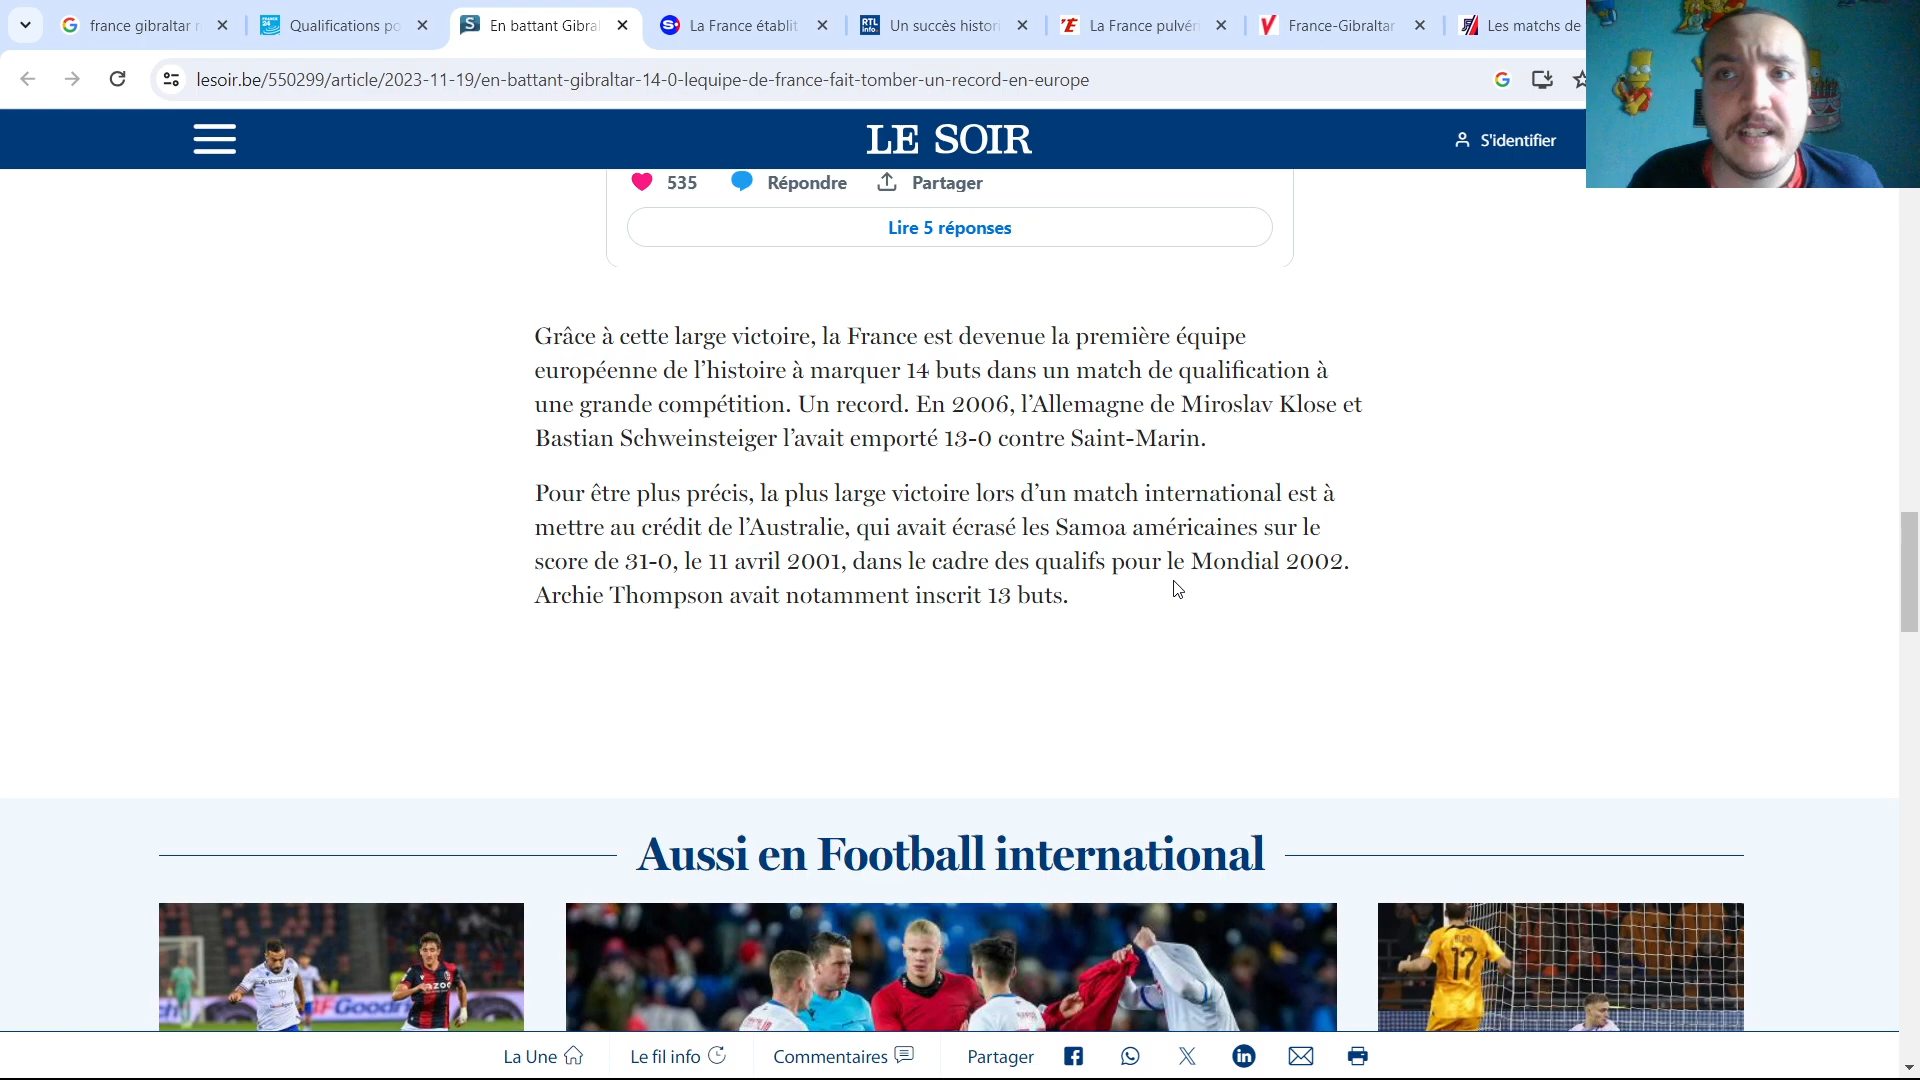 france gibraltar r
Qualifications po
En battant Gibral
La France établit
Un succès histori
La France pulvéri
France-Gibraltar
Les matchs de
lesoir.be/550299/article/2023-11-19/en-battant-gibraltar-14-0-lequipe-de-france-fait-tomber-un-record-en-europe
LE SOIR
S'identifier
535 Répondre Partager
Lire 5 réponses
Grâce à cette large victoire, la France est devenue la première équipe
européenne de l'histoire à marquer 14 buts dans un match de qualification à
une grande compétition. Un record. En 2006, l'Allemagne de Miroslav Klose et
Bastian Schweinsteiger l'avait emporté 13-0 contre Saint-Marin.
Pour être plus précis, la plus large victoire lors d'un match international est à
mettre au crédit de l'Australie, qui avait écrasé les Samoa américaines sur le
score de 31-0, le 11 avril 2001, dans le cadre des qualifs pour le Mondial 2002.
Archie Thompson avait notamment inscrit 13 buts.
Aussi en Football international
17
La Une Le fil info Commentaires Partager